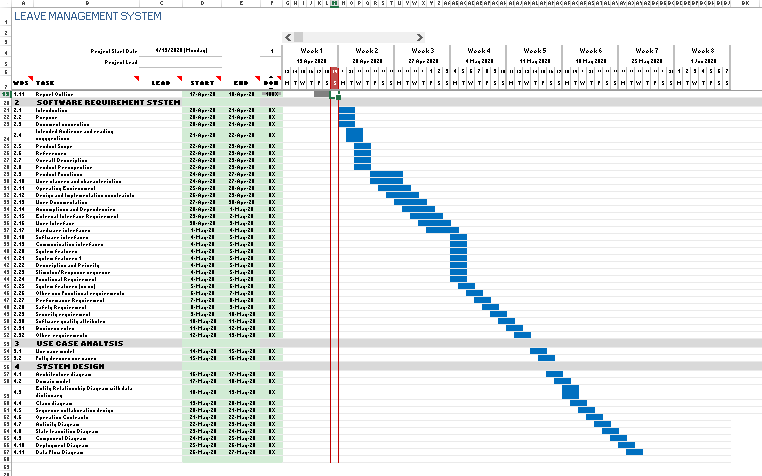 LEAVE MANAGEMENT SYSTEM
Project Start Date 4/13/2020 (Monday) 1 Week 1 Week 2 Week 3 Week 4 Week 5 Week 6 Week 7 Week 8
Project Lead 13 Apr 2020 20 Apr 2020 27 Apr 2020 4 May 2020 11 May 2020 18 May 2020 25 May 2020 1 Jun 2020
WBS TASK LEAD START END
1.11 Report Outline 17-Apr-20 18-Apr-20 100%
2 SOFTWARE REQUIREMENT SYSTEM
2.1 Introduction 20-Apr-20 21-Apr-20 0%
2.2 Purpose 20-Apr-20 21-Apr-20 0%
2.3 Document convention 20-Apr-20 21-Apr-20 0%
2.4 Intended Audience and reading suggestions 21-Apr-20 22-Apr-20 0%
2.5 Product Scope 22-Apr-20 23-Apr-20 0%
2.6 References 22-Apr-20 23-Apr-20 0%
2.7 Overall Description 22-Apr-20 23-Apr-20 0%
2.8 Product Perspective 22-Apr-20 23-Apr-20 0%
2.9 Product Functions 24-Apr-20 0%
2.10 User classes and characteristics 24-Apr-20 0%
2.11 Operating Environment 25-Apr-20 28-Apr-20 0%
2.12 Design and Implementation constraints 26-Apr-20 29-Apr-20 0%
2.13 User Documentation 27-Apr-20 30-Apr-20 0%
2.14 Assumptions and Dependencies 28-Apr-20 1-May-20 0%
2.15 External Interface Requirement 29-Apr-20 2-May-20 0%
2.16 User Interface 30-Apr-20 3-May-20 0%
2.17 Hardware interfaces 1-May-20 4-May-20 0%
2.18 Software interfaces 4-May-20 5-May-20 0%
2.19 Communication interfaces 4-May-20 5-May-20 0%
2.20 System features 4-May-20 5-May-20 0%
2.21 System features 1 4-May-20 5-May-20 0%
2.22 Description and Priority 4-May-20 5-May-20 0%
2.23 Stimulus/Response sequence 4-May-20 5-May-20 0%
2.24 Functional Requirement 4-May-20 5-May-20 0%
2.25 System features 5-May-20 6-May-20 0%
2.26 Other non Functional requirements 6-May-20 7-May-20 0%
2.27 Performance Requirement 7-May-20 8-May-20 0%
2.28 Safety Requirement 8-May-20 9-May-20 0%
2.29 Security requirement 9-May-20 10-May-20 0%
2.30 Software quality attributes 10-May-20 11-May-20 0%
2.31 Business rules 11-May-20 12-May-20 0%
2.32 Other requirements 12-May-20 13-May-20 0%
3 USE CASE ANALYSIS
3.1 Use case model 14-May-20 15-May-20 0%
3.2 Fully dresses use cases 15-May-20 16-May-20 0%
4 SYSTEM DESIGN
4.1 Architecture diagram 16-May-20 17-May-20 0%
4.2 Domain model 17-May-20 18-May-20 0%
4.3 Entity Relationship Diagram with data dictionary 18-May-20 19-May-20 0%
4.4 Class diagram 19-May-20 20-May-20 0%
4.5 Sequence collaboration design 20-May-20 21-May-20 0%
4.6 Operation Contracts 21-May-20 22-May-20 0%
4.7 Activity Diagram 22-May-20 23-May-20 0%
4.8 State transition Diagram 23-May-20 24-May-20 0%
4.9 Component Diagram 24-May-20 25-May-20 0%
4.10 Deployment Diagram 25-May-20 26-May-20 0%
4.11 Data Flow Diagram 26-May-20 27-May-20 0%